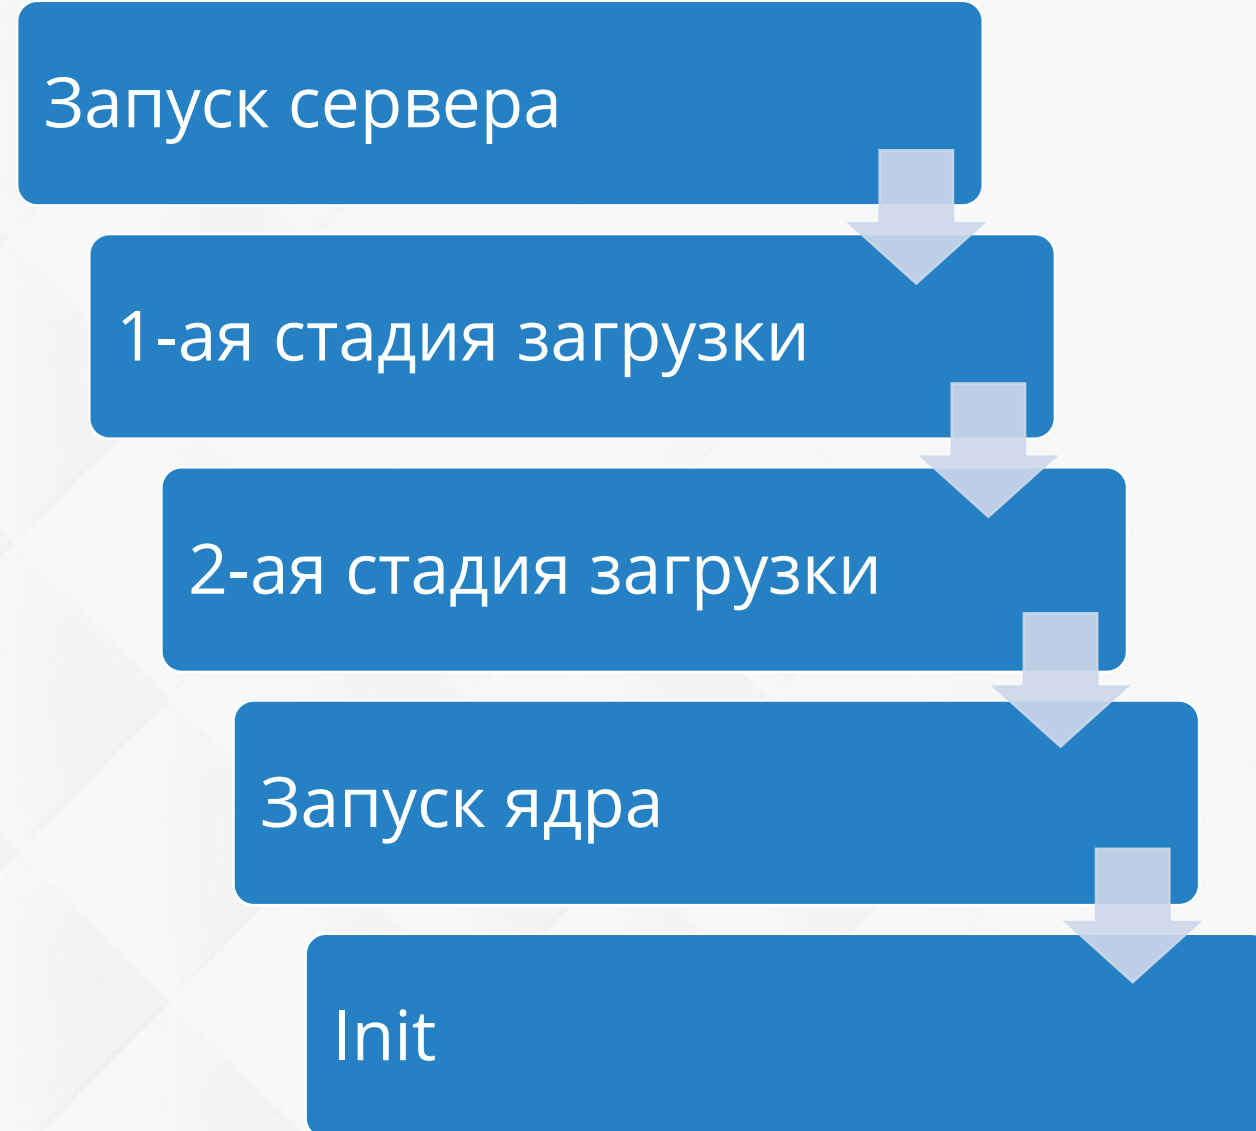 Запуск сервера
1-ая стадия загрузки
2-ая стадия загрузки
Запуск ядра
Init